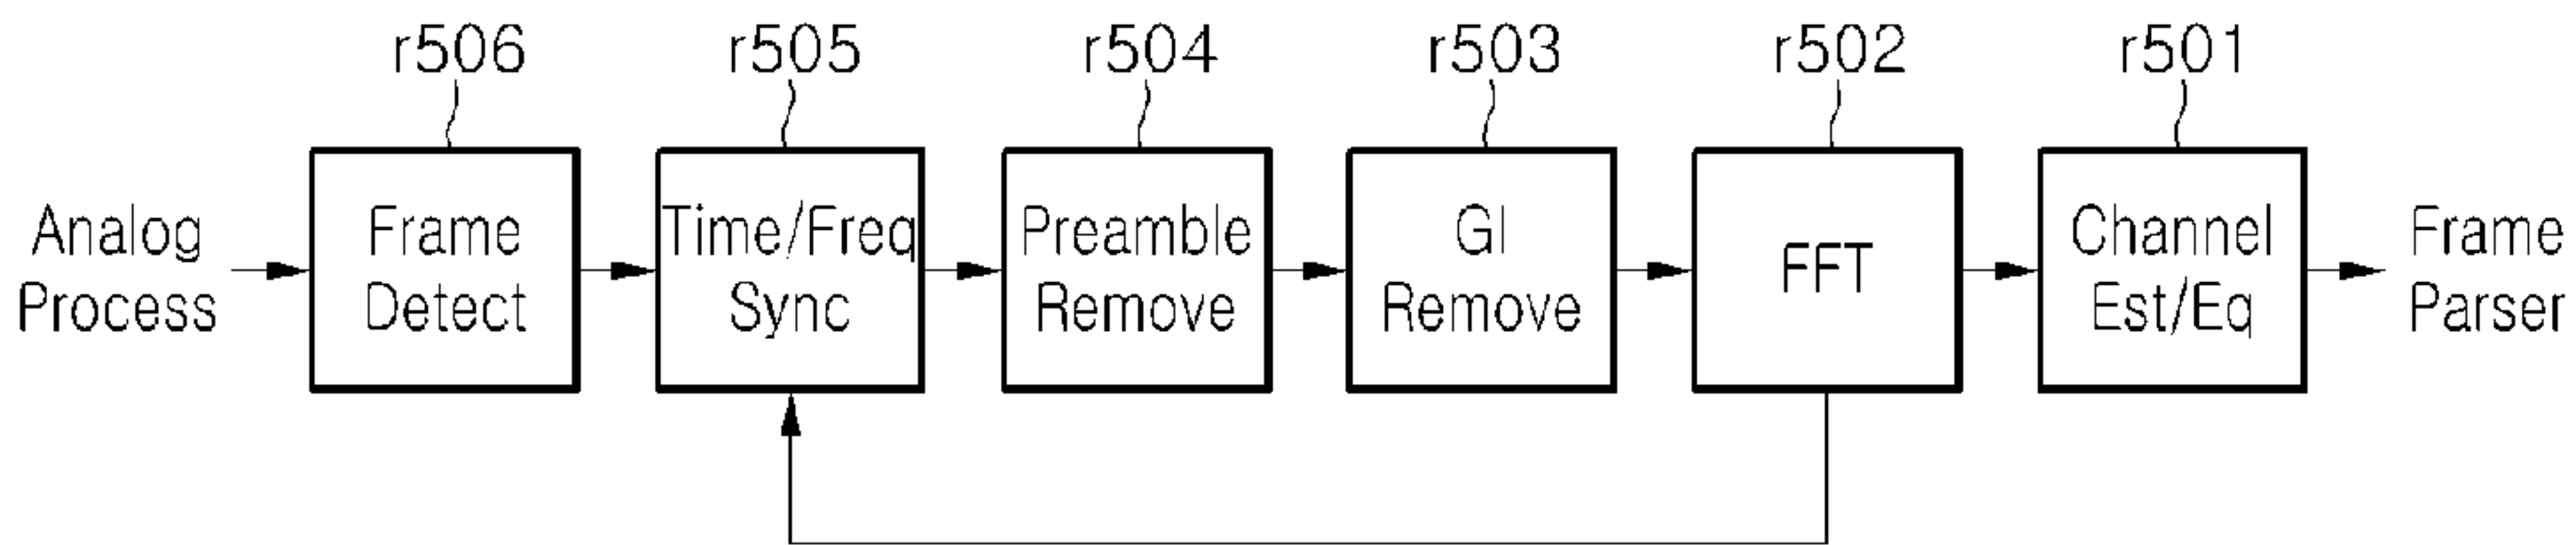 r506
r505
r504
r503
r502
r501
Analog
Process
Frame
Detect
Time/Freq
Sync
Preamble
Remove
GI
Remove
FFT
Channel
Est/Eq
Frame
Parser